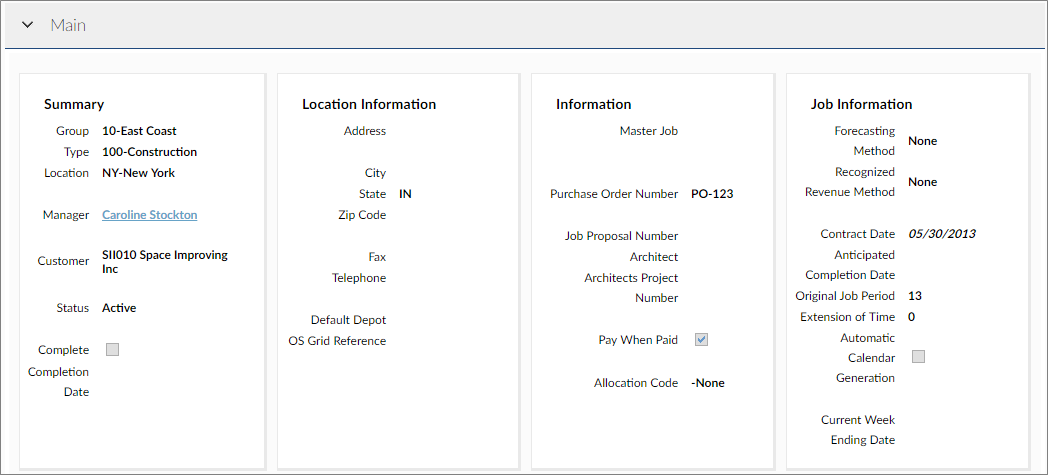 Main
Summary
Group 10-East Coast
Type 100-Construction
Location NY-New York
Manager Caroline Stockton
Customer SII010 Space Improving
Inc
Status Active
Complete
Completion
Date
Location Information
Address
City
State IN
Zip Code
Fax
Telephone
Default Depot
OS Grid Reference
Information
Master Job
Purchase Order Number PO-123
Job Proposal Number
Architect
Architects Project
Number
Pay When Paid
Allocation Code -None
Job Information
Forecasting
Method None
Recognized
Revenue Method None
Contract Date 05/30/2013
Anticipated
Completion Date
Original Job Period 13
Extension of Time 0
Automatic
Calendar
Generation
Current Week
Ending Date